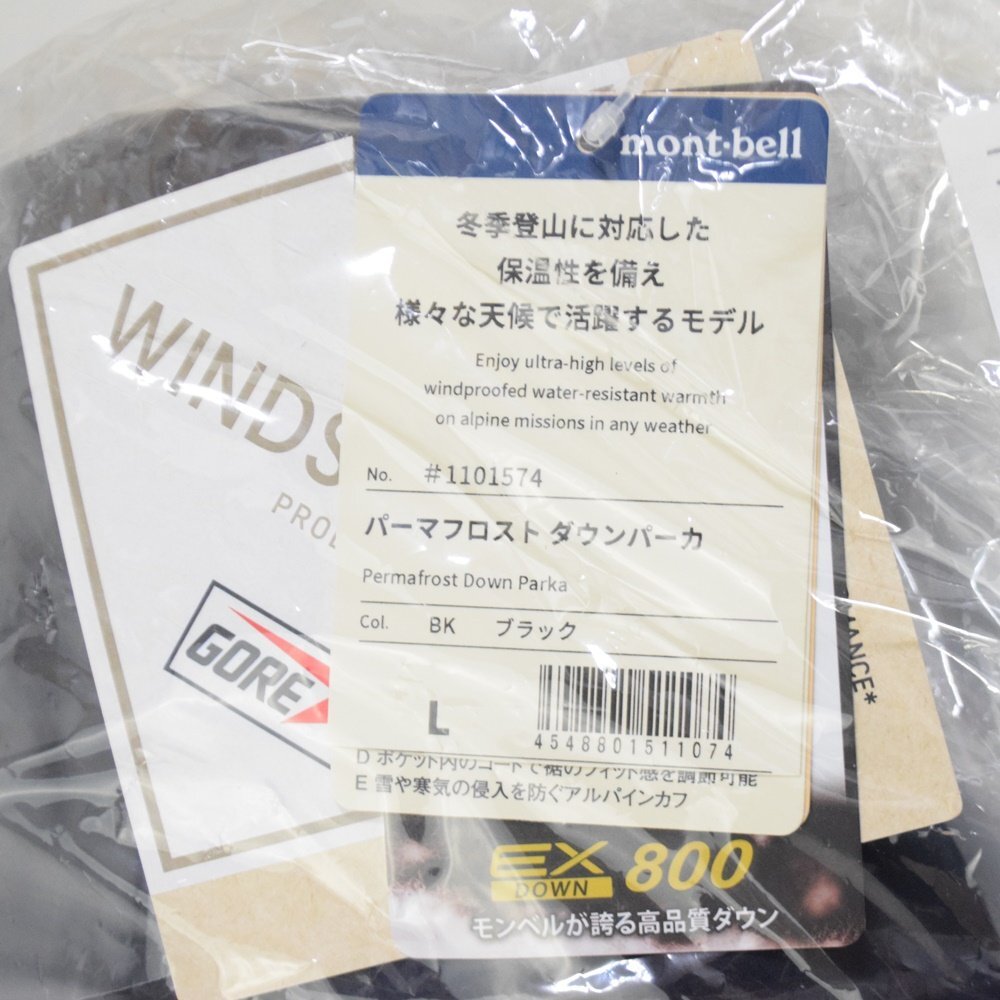 mont·bell
冬季登山に対応した
保温性を備え
様々な天候で活躍するモデル
Enjoy ultra-high levels of
windproofed water-resistant warmth
on alpine missions in any weather
No. #1101574
パーマフロスト ダウンパーカ
Permafrost Down Parka
Col. BK ブラック
L
4548801511074
D ポケット内のコードで裾のフィット感を調節可能
E 雪や寒気の侵入を防ぐアルパインカフ
EX DOWN 800
モンベルが誇る高品質ダウン
WINDS
PROD
GORE
MANCE*